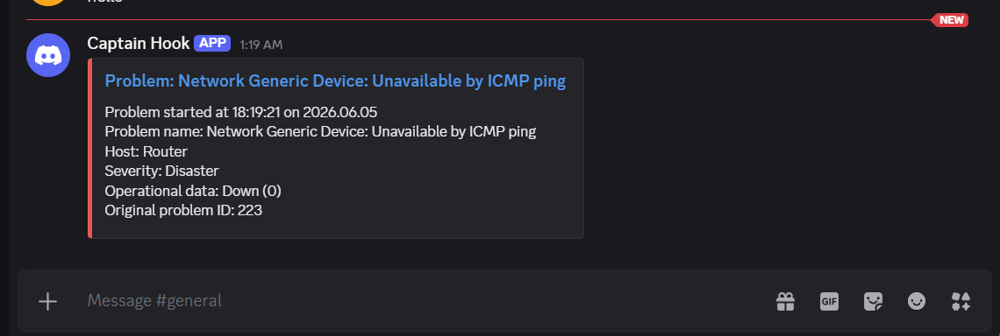 NEW
Captain Hook APP 1:19 AM
Problem: Network Generic Device: Unavailable by ICMP ping
Problem started at 18:19:21 on 2026.06.05
Problem name: Network Generic Device: Unavailable by ICMP ping
Host: Router
Severity: Disaster
Operational data: Down (0)
Original problem ID: 223
Message #general
GIF